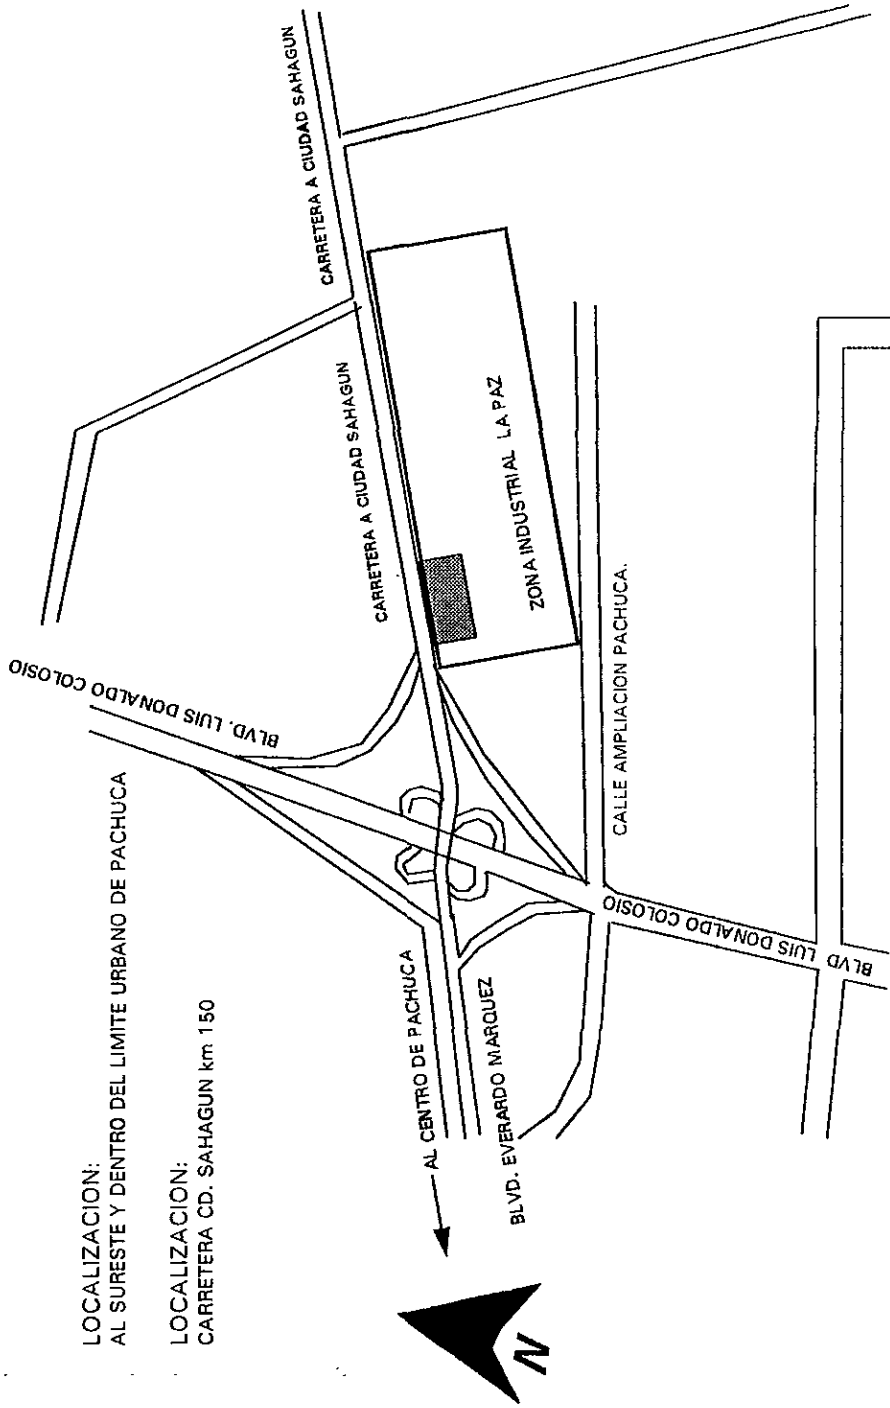 LOCALIZACION:
AL SURESTE Y DENTRO DEL LIMITE URBANO DE PACHUCA
LOCALIZACION:
CARRETERA CD. SAHAGUN km 150
BLVD. LUIS DONALDO COLOSIO
CARRETERA A CIUDAD SAHAGUN
CARRETERA A CIUDAD SAHAGUN
AL CENTRO DE PACHUCA
BLVD. EVERARDO MARQUEZ
ZONA INDUSTRIAL LA PAZ
CALLE AMPLIACION PACHUCA.
BLVD LUIS DONALDO COLOSIO
N